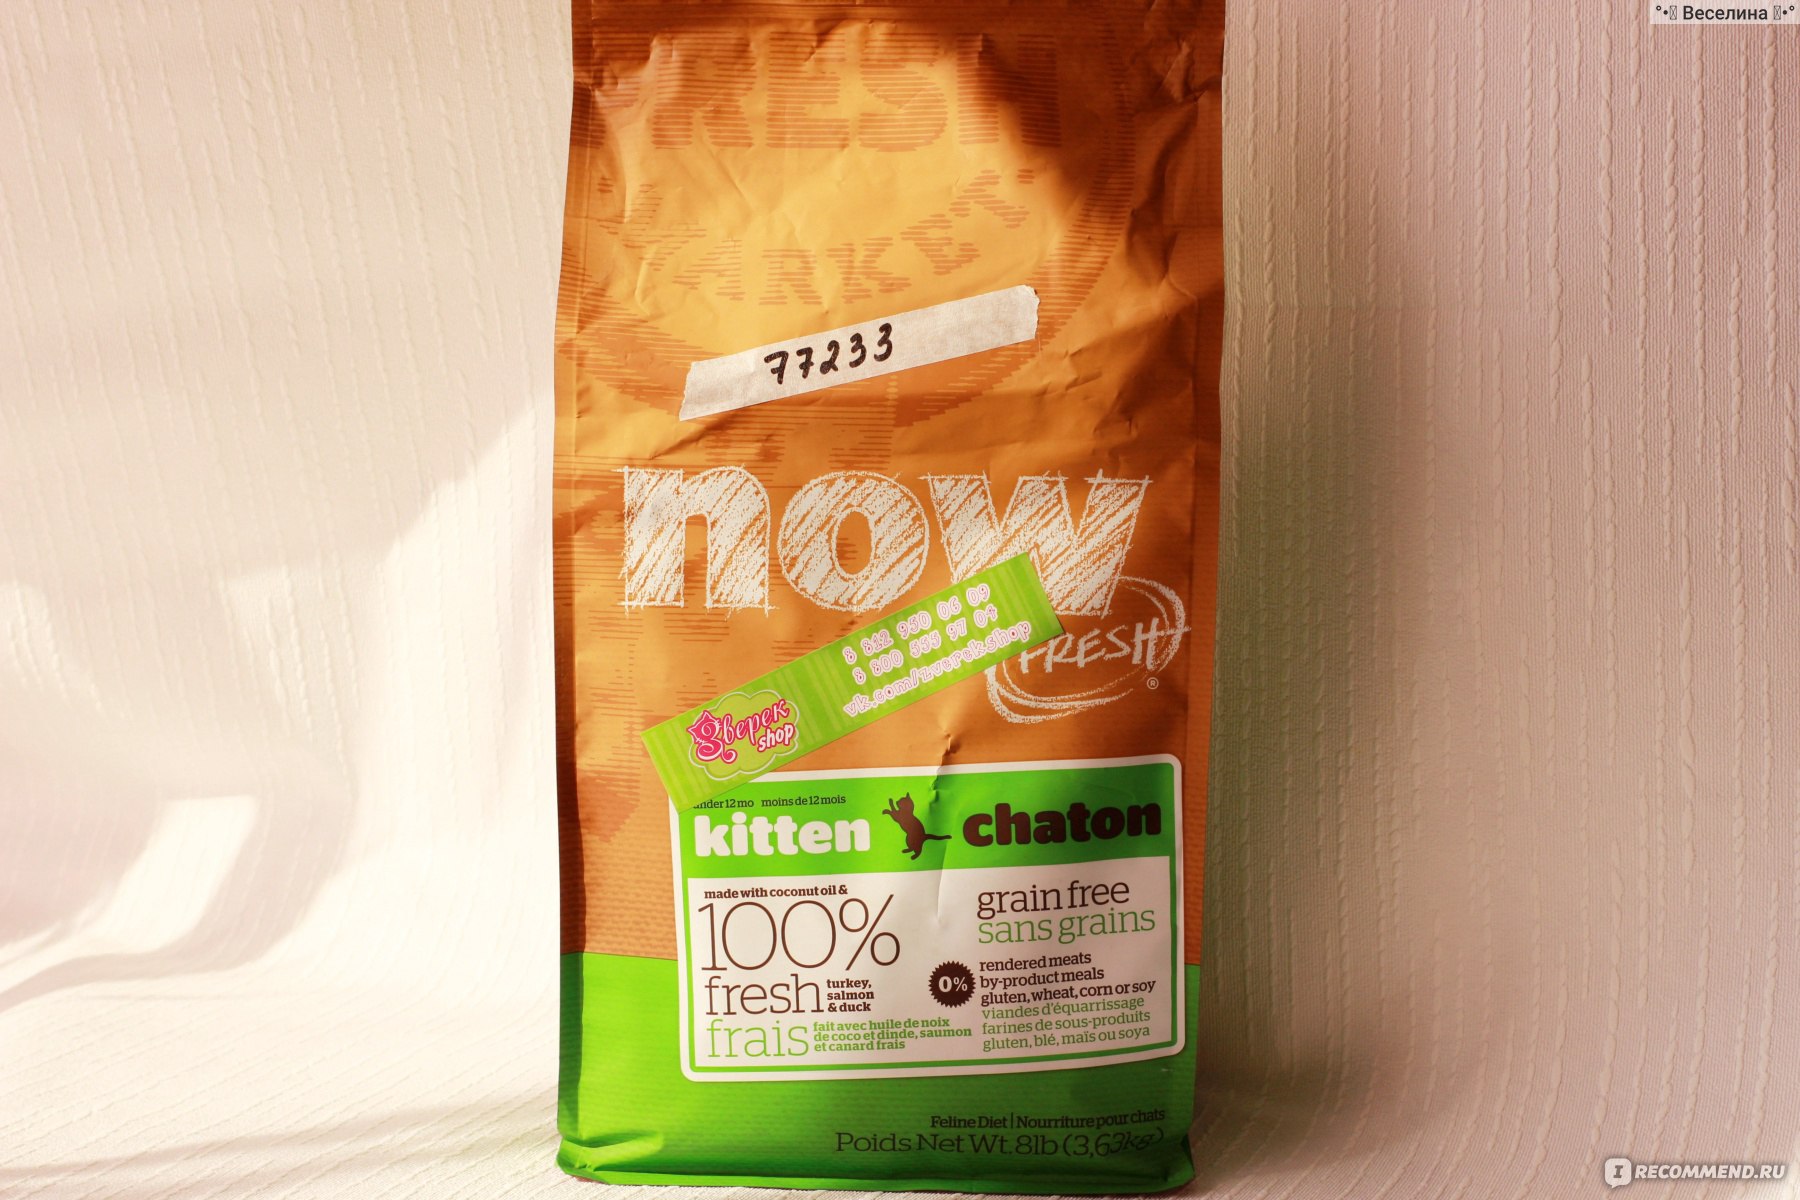 °• Веселина •°
FRESH
MARKET
77233
now
FRESH
®
8 812 950 06 09
8 800 555 97 04
vk.com/zverekshop
Зверек
shop
under 12 mo moins de 12 mois
kitten chaton
made with coconut oil &
100%
fresh turkey,
salmon
& duck
frais fait avec huile de noix
de coco et dinde, saumon
et canard frais
grain free
sans grains
0%
rendered meats
by-product meals
gluten, wheat, corn or soy
viandes d'équarrissage
farines de sous-produits
gluten, blé, maïs ou soya
Feline Diet | Nourriture pour chats
Poids Net Wt. 8lb (3,63kg)
IRECOMMEND.RU